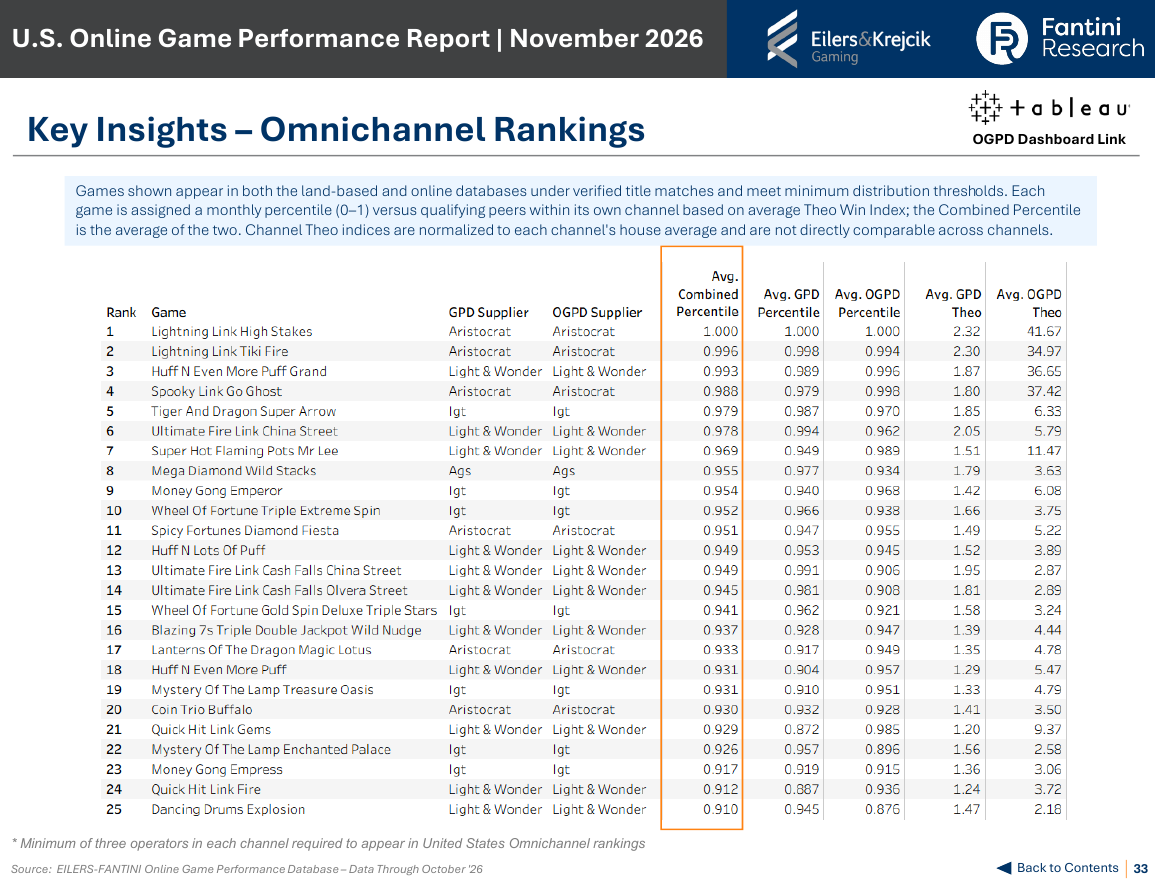 U.S. Online Game Performance Report | November 2026
Eilers&Krejcik
Gaming
Fantini
Research
Key Insights – Omnichannel Rankings
+ableau
OGPD Dashboard Link
Games shown appear in both the land-based and online databases under verified title matches and meet minimum distribution thresholds. Each
game is assigned a monthly percentile (0–1) versus qualifying peers within its own channel based on average Theo Win Index; the Combined Percentile
is the average of the two. Channel Theo indices are normalized to each channel's house average and are not directly comparable across channels.
Avg.
Combined Avg. GPD Avg. OGPD Avg. GPD Avg. OGPD
Rank Game GPD Supplier OGPD Supplier Percentile Percentile Percentile Theo Theo
1 Lightning Link High Stakes Aristocrat Aristocrat 1.000 1.000 1.000 2.32 41.67
2 Lightning Link Tiki Fire Aristocrat Aristocrat 0.996 0.998 0.994 2.30 34.97
3 Huff N Even More Puff Grand Light & Wonder Light & Wonder 0.993 0.989 0.996 1.87 36.65
4 Spooky Link Go Ghost Aristocrat Aristocrat 0.988 0.979 0.998 1.80 37.42
5 Tiger And Dragon Super Arrow Igt Igt 0.979 0.987 0.970 1.85 6.33
6 Ultimate Fire Link China Street Light & Wonder Light & Wonder 0.978 0.994 0.962 2.05 5.79
7 Super Hot Flaming Pots Mr Lee Light & Wonder Light & Wonder 0.969 0.949 0.989 1.51 11.47
8 Mega Diamond Wild Stacks Ags Ags 0.955 0.977 0.934 1.79 3.63
9 Money Gong Emperor Igt Igt 0.954 0.940 0.968 1.42 6.08
10 Wheel Of Fortune Triple Extreme Spin Igt Igt 0.952 0.966 0.938 1.66 3.75
11 Spicy Fortunes Diamond Fiesta Aristocrat Aristocrat 0.951 0.947 0.955 1.49 5.22
12 Huff N Lots Of Puff Light & Wonder Light & Wonder 0.949 0.953 0.945 1.52 3.89
13 Ultimate Fire Link Cash Falls China Street Light & Wonder Light & Wonder 0.949 0.991 0.906 1.95 2.87
14 Ultimate Fire Link Cash Falls Olvera Street Light & Wonder Light & Wonder 0.945 0.981 0.908 1.81 2.89
15 Wheel Of Fortune Gold Spin Deluxe Triple Stars Igt Igt 0.941 0.962 0.921 1.58 3.24
16 Blazing 7s Triple Double Jackpot Wild Nudge Light & Wonder Light & Wonder 0.937 0.928 0.947 1.39 4.44
17 Lanterns Of The Dragon Magic Lotus Aristocrat Aristocrat 0.933 0.917 0.949 1.35 4.78
18 Huff N Even More Puff Light & Wonder Light & Wonder 0.931 0.904 0.957 1.29 5.47
19 Mystery Of The Lamp Treasure Oasis Igt Igt 0.931 0.910 0.951 1.33 4.79
20 Coin Trio Buffalo Aristocrat Aristocrat 0.930 0.932 0.928 1.41 3.50
21 Quick Hit Link Gems Light & Wonder Light & Wonder 0.929 0.872 0.985 1.20 9.37
22 Mystery Of The Lamp Enchanted Palace Igt Igt 0.926 0.957 0.896 1.56 2.58
23 Money Gong Empress Igt Igt 0.917 0.919 0.915 1.36 3.06
24 Quick Hit Link Fire Light & Wonder Light & Wonder 0.912 0.887 0.936 1.24 3.72
25 Dancing Drums Explosion Light & Wonder Light & Wonder 0.910 0.945 0.876 1.47 2.18
* Minimum of three operators in each channel required to appear in United States Omnichannel rankings
Source: EILERS-FANTINI Online Game Performance Database – Data Through October '26
Back to Contents | 33